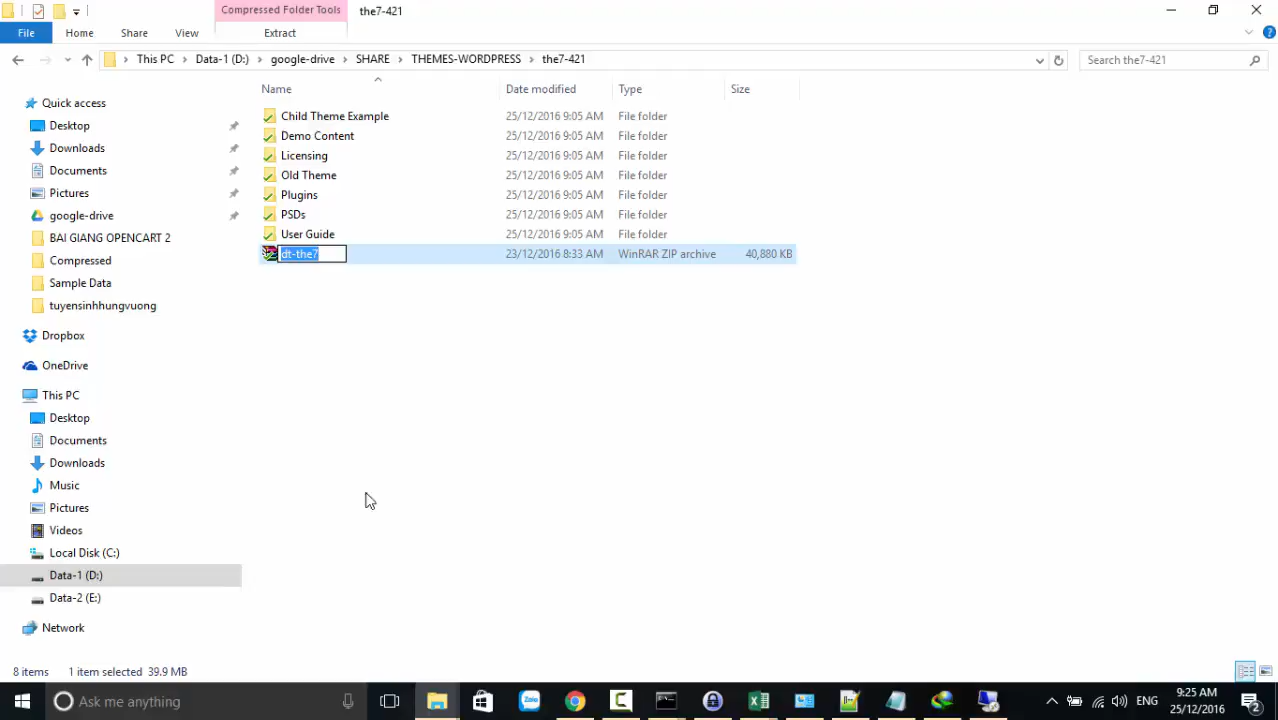 Compressed Folder Tools
the7-421
File
Home
Share
View
Extract
This PC
Data-1 (D:)
google-drive
SHARE
THEMES-WORDPRESS
the7-421
Search the7-421
Quick access
Desktop
Downloads
Documents
Pictures
google-drive
BAI GIANG OPENCART 2
Compressed
Sample Data
tuyensinhhungvuong
Dropbox
OneDrive
This PC
Desktop
Documents
Downloads
Music
Pictures
Videos
Local Disk (C:)
Data-1 (D:)
Data-2 (E:)
Network
Name Date modified Type Size
Child Theme Example 25/12/2016 9:05 AM File folder
Demo Content 25/12/2016 9:05 AM File folder
Licensing 25/12/2016 9:05 AM File folder
Old Theme 25/12/2016 9:05 AM File folder
Plugins 25/12/2016 9:05 AM File folder
PSDs 25/12/2016 9:05 AM File folder
User Guide 25/12/2016 9:05 AM File folder
dt-the7 23/12/2016 8:33 AM WinRAR ZIP archive 40,880 KB
8 items 1 item selected 39.9 MB
Ask me anything
Zalo
ENG
9:25 AM
25/12/2016
2